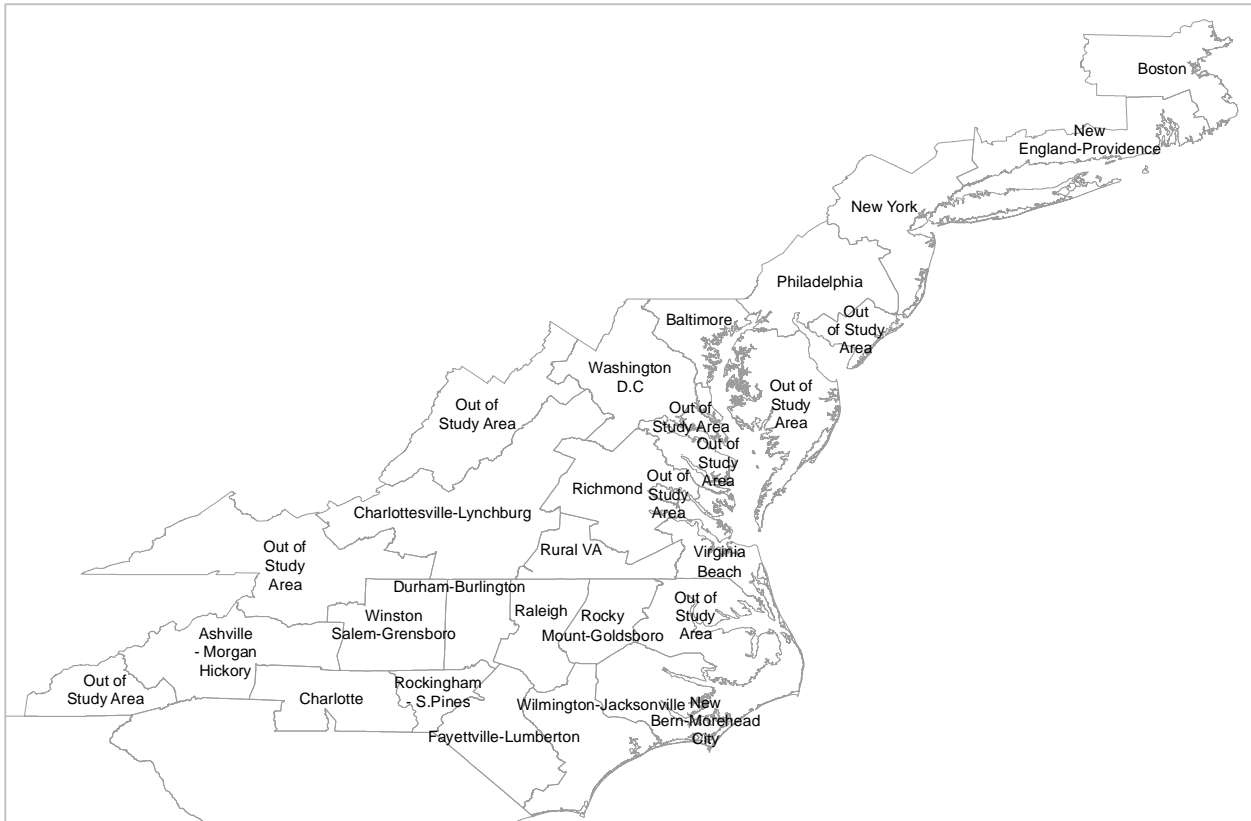 Boston
New
England-Providence
New York
Philadelphia
Out
of Study
Area
Baltimore
Washington
D.C
Out of
Study Area
Out of
Study
Area
Out of
Study Area
Out of
Study
Area
Richmond
Out of
Study
Area
Charlottesville-Lynchburg
Rural VA
Virginia
Beach
Out of
Study
Area
Durham-Burlington
Winston
Salem-Grensboro
Raleigh
Rocky
Mount-Goldsboro
Out of
Study
Area
Ashville
- Morgan
Hickory
Out of
Study Area
Charlotte
Rockingham
- S.Pines
Wilmington-Jacksonville
New
Bern-Morehead
City
Fayettville-Lumberton